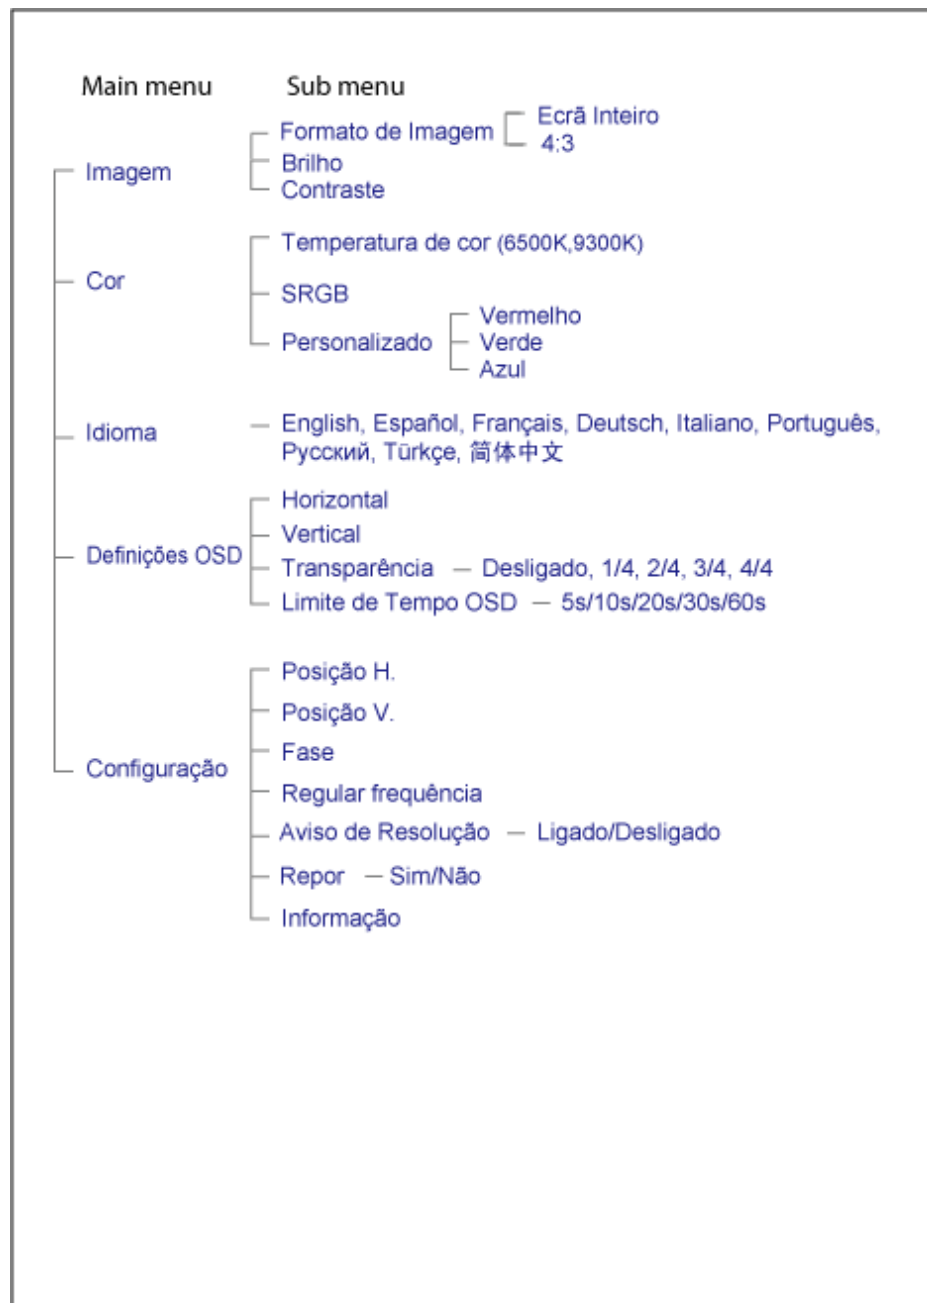 Main menu Sub menu
Formato de Imagem Ecrã Inteiro
4:3
Imagem Brilho
Contraste
Temperatura de cor (6500K,9300K)
Cor SRGB
Personalizado Vermelho
Verde
Azul
Idioma English, Español, Français, Deutsch, Italiano, Português,
Русский, Türkçe, 简体中文
Horizontal
Vertical
Definições OSD Transparência — Desligado, 1/4, 2/4, 3/4, 4/4
Limite de Tempo OSD — 5s/10s/20s/30s/60s
Posição H.
Posição V.
Fase
Configuração Regular frequência
Aviso de Resolução — Ligado/Desligado
Repor — Sim/Não
Informação